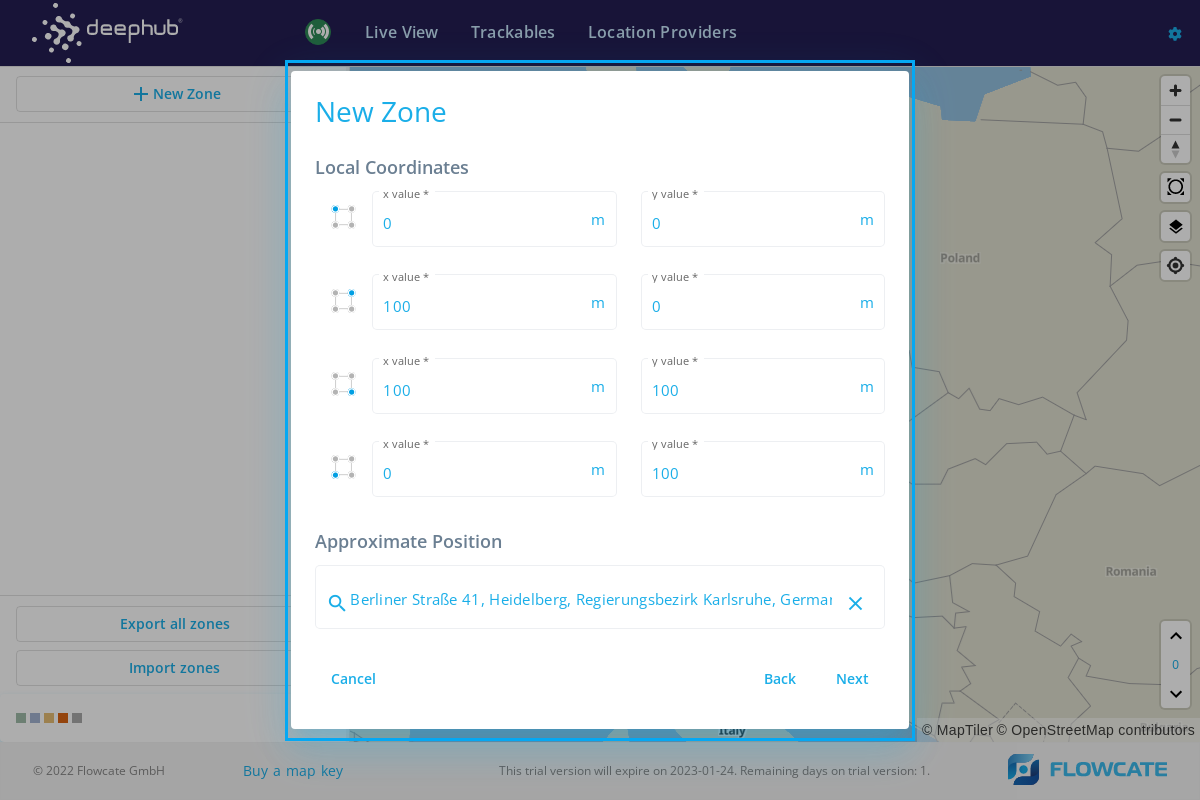 deephub
Live View
Trackables
Location Providers
New Zone
New Zone
Local Coordinates
x value *
0 m
y value *
0 m
x value *
100 m
y value *
0 m
x value *
100 m
y value *
100 m
x value *
0 m
y value *
100 m
Approximate Position
Berliner Straße 41, Heidelberg, Regierungsbezirk Karlsruhe, German
Cancel
Back
Next
Export all zones
Import zones
Poland
Romania
Italy
0
© MapTiler © OpenStreetMap contributors
© 2022 Flowcate GmbH
Buy a map key
This trial version will expire on 2023-01-24. Remaining days on trial version: 1.
FLOWCATE